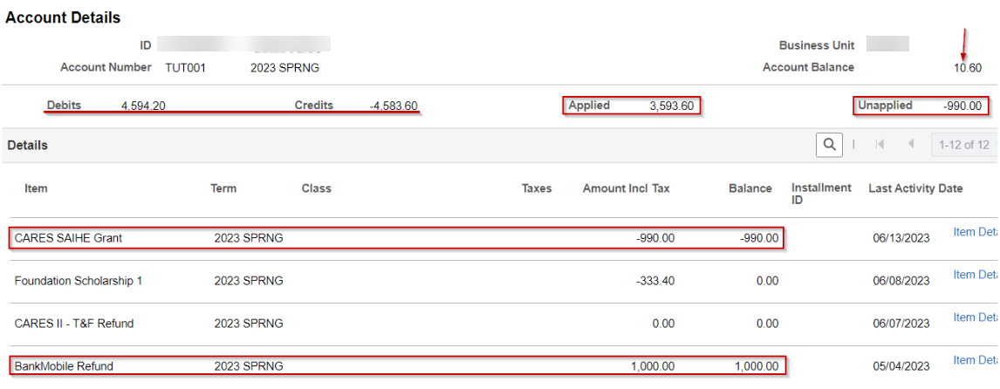 Account Details
ID Business Unit
Account Number TUT001 2023 SPRNG Account Balance 10.60
Debits 4,594.20 Credits -4,583.60 Applied 3,593.60 Unapplied -990.00
Details 1-12 of 12
Item Term Class Taxes Amount Incl Tax Balance Installment ID Last Activity Date
CARES SAIHE Grant 2023 SPRNG -990.00 -990.00 06/13/2023 Item Deta
Foundation Scholarship 1 2023 SPRNG -333.40 0.00 06/08/2023 Item Deta
CARES II - T&F Refund 2023 SPRNG 0.00 0.00 06/07/2023 Item Deta
BankMobile Refund 2023 SPRNG 1,000.00 1,000.00 05/04/2023 Item Deta